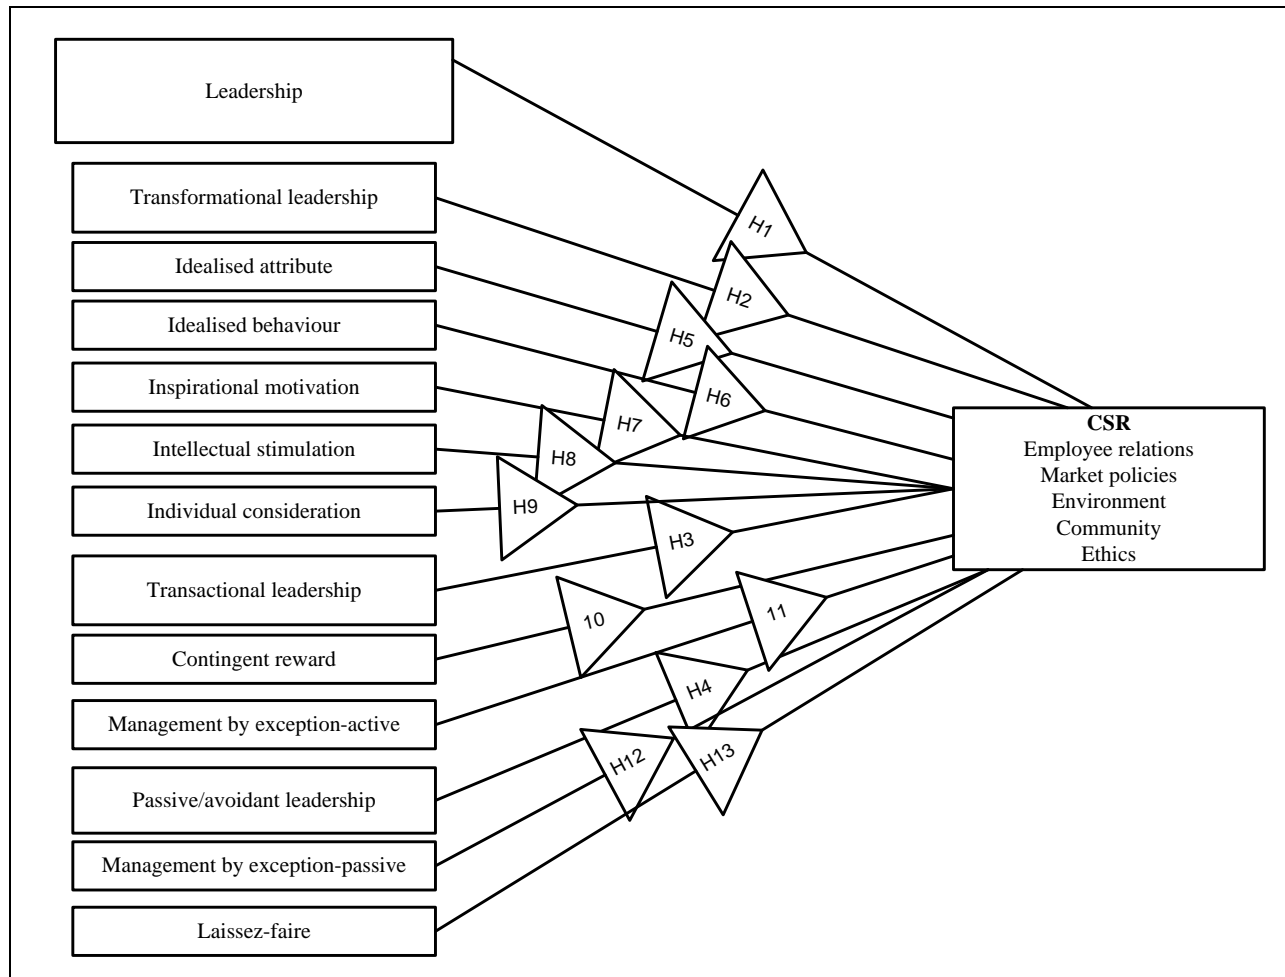 Leadership
Transformational leadership
Idealised attribute
Idealised behaviour
Inspirational motivation
Intellectual stimulation
Individual consideration
Transactional leadership
Contingent reward
Management by exception-active
Passive/avoidant leadership
Management by exception-passive
Laissez-faire
H1
H2
H5
H6
H7
H8
H9
H3
10
11
H4
H12
H13
CSR
Employee relations
Market policies
Environment
Community
Ethics